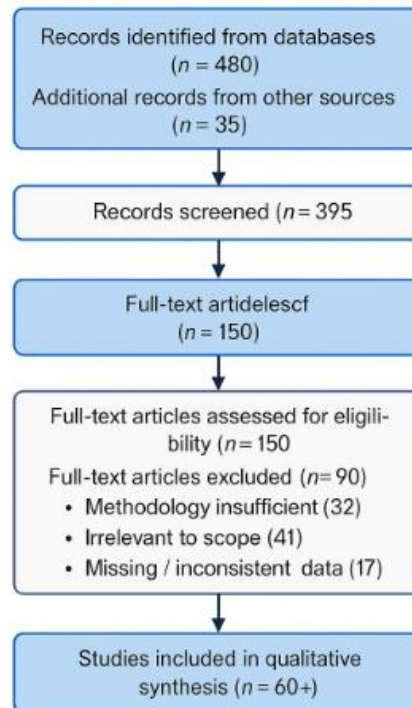 Records identified from databases
(n = 480)
Additional records from other sources
(n = 35)
Records screened (n = 395
Full-text artidelescf
(n = 150)
Full-text articles assessed for eligili-
bility (n = 150
Full-text articles excluded (n = 90)
• Methodology insufficient (32)
• Irrelevant to scope (41)
• Missing / inconsistent data (17)
Studies included in qualitative
synthesis (n = 60+)